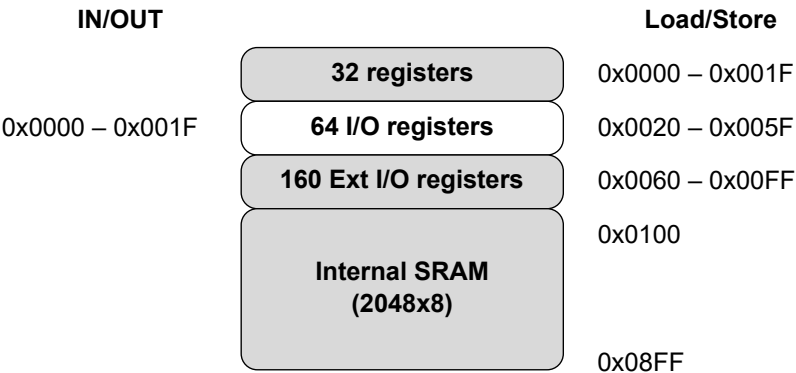 IN/OUT
Load/Store
32 registers
0x0000 – 0x001F
0x0000 – 0x001F
64 I/O registers
0x0020 – 0x005F
160 Ext I/O registers
0x0060 – 0x00FF
0x0100
Internal SRAM
(2048x8)
0x08FF